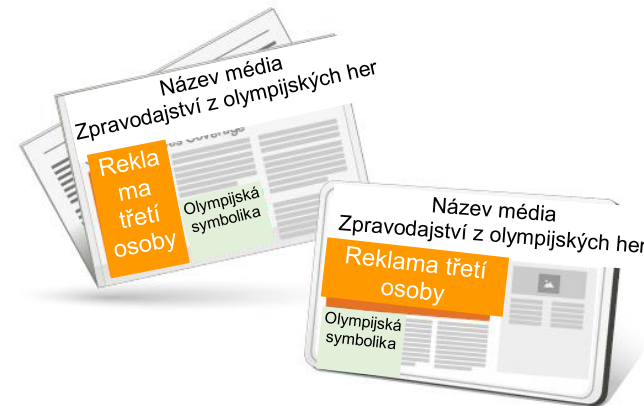 Název média
Zpravodajství z olympijských her
Coverage
Rekla
ma
třetí
osoby
Olympijská
symbolika
Název média
Zpravodajství z olympijských her
Reklama třetí
osoby
Olympijská
symbolika